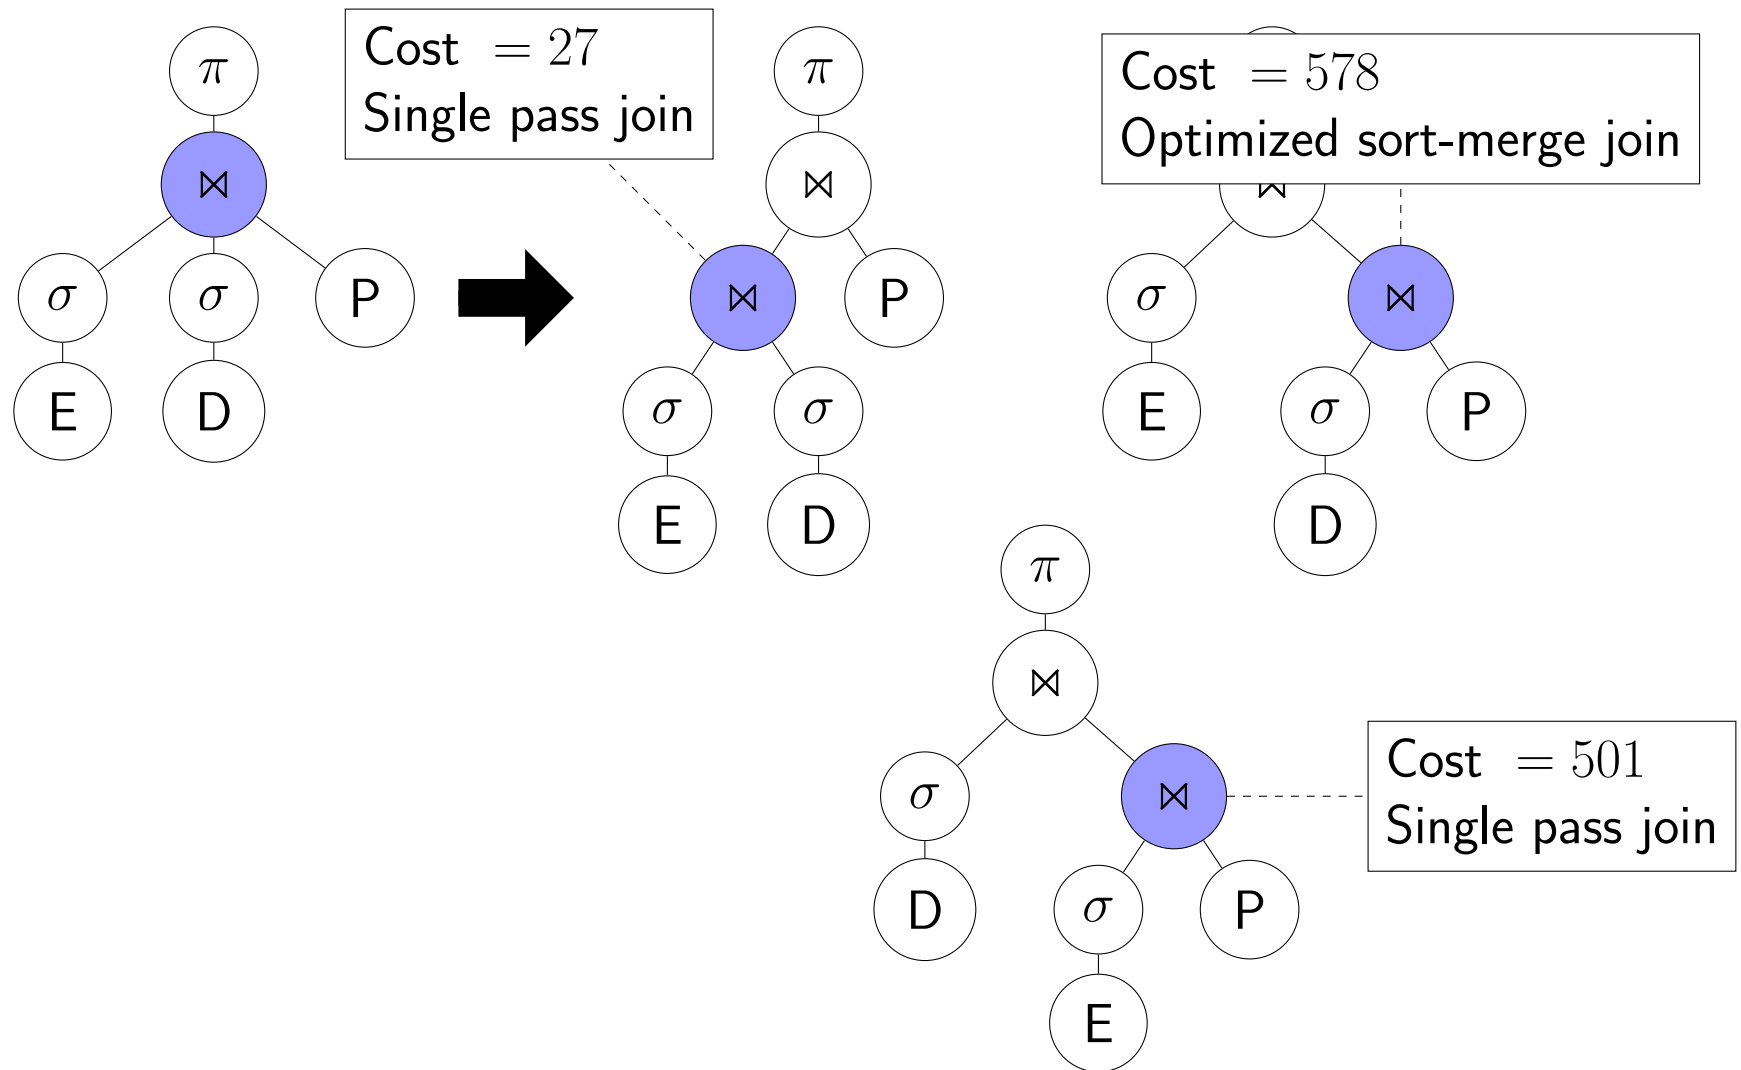 π
⋈
σ
σ
P
E
D
Cost = 27
Single pass join
π
⋈
⋈
P
σ
σ
E
D
Cost = 578
Optimized sort-merge join
⋈
σ
⋈
E
σ
P
D
π
⋈
σ
⋈
D
σ
P
E
Cost = 501
Single pass join